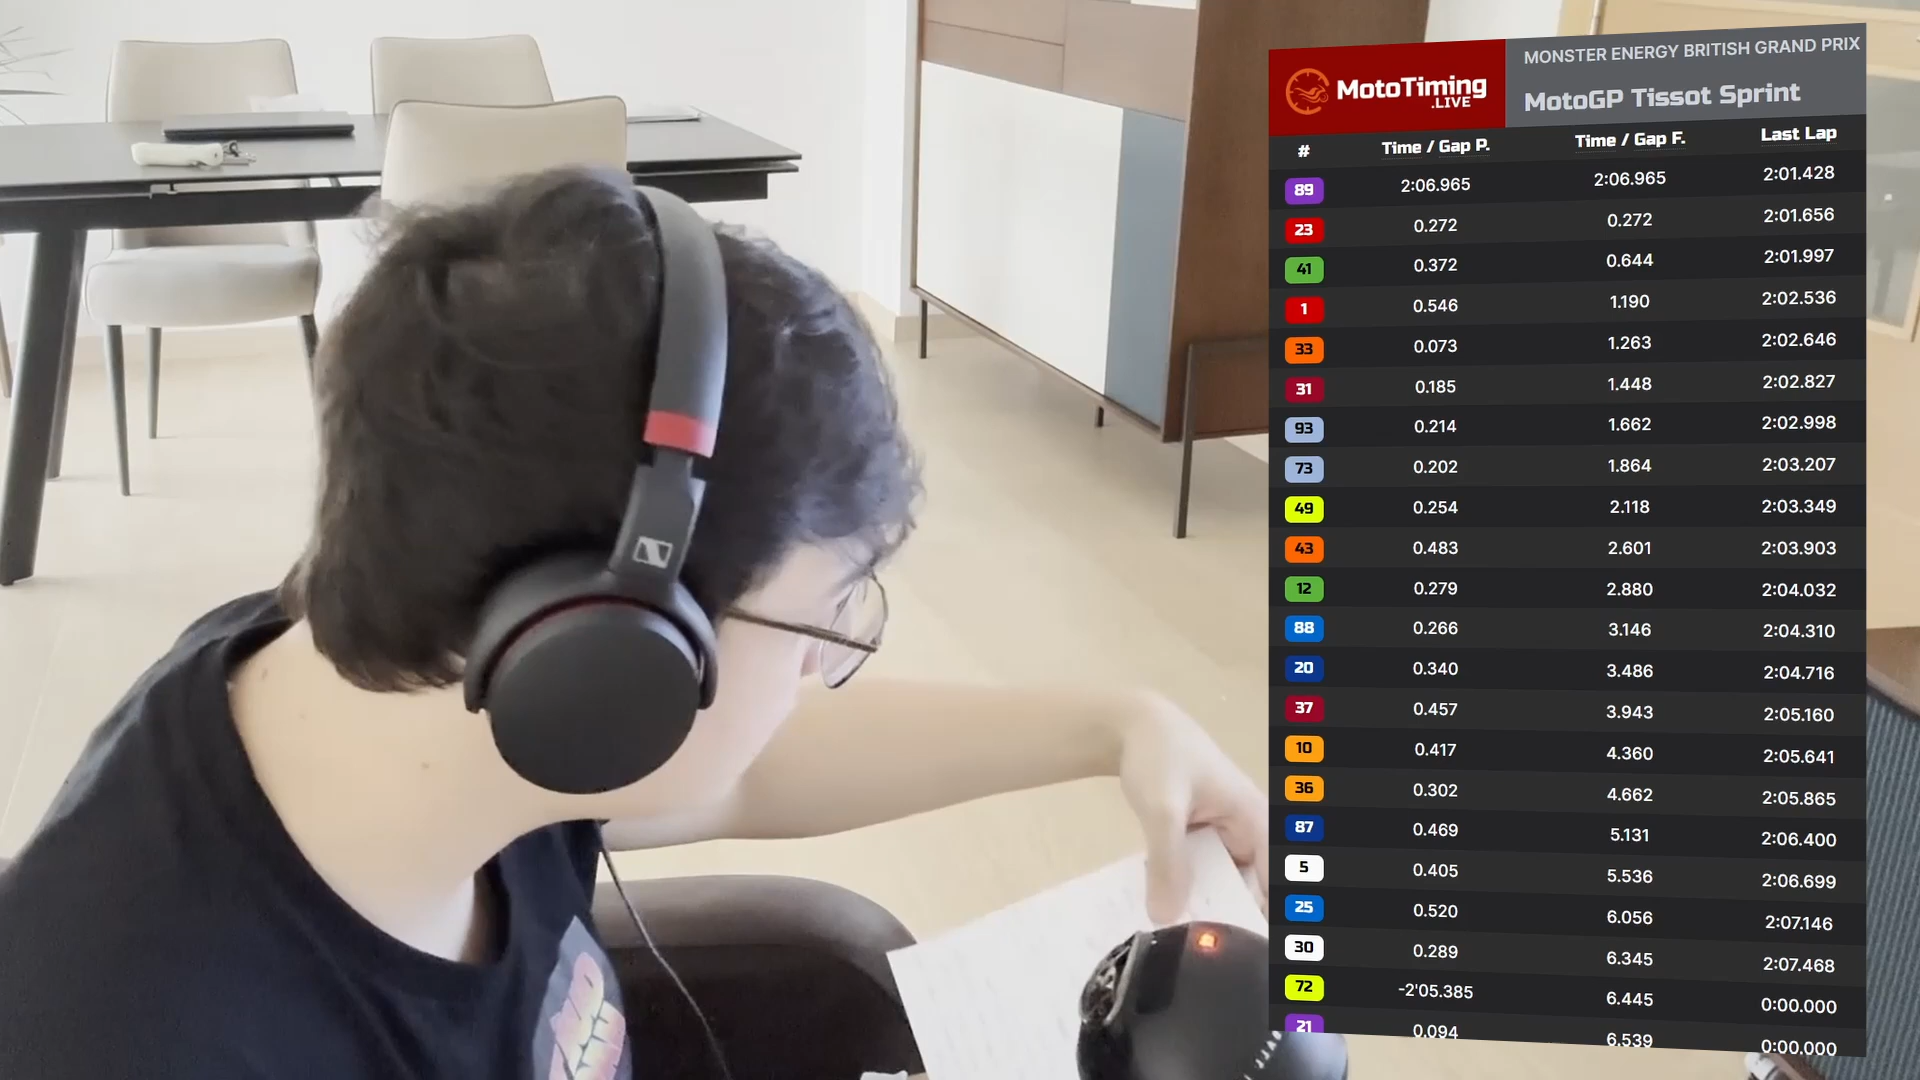 MotoTiming
.LIVE
MONSTER ENERGY BRITISH GRAND PRIX
MotoGP Tissot Sprint
# Time / Gap P. Time / Gap F. Last Lap
89 2:06.965 2:06.965 2:01.428
23 0.272 0.272 2:01.656
41 0.372 0.644 2:01.997
1 0.546 1.190 2:02.536
33 0.073 1.263 2:02.646
31 0.185 1.448 2:02.827
93 0.214 1.662 2:02.998
73 0.202 1.864 2:03.207
49 0.254 2.118 2:03.349
43 0.483 2.601 2:03.903
12 0.279 2.880 2:04.032
88 0.266 3.146 2:04.310
20 0.340 3.486 2:04.716
37 0.457 3.943 2:05.160
10 0.417 4.360 2:05.641
36 0.302 4.662 2:05.865
87 0.469 5.131 2:06.400
5 0.405 5.536 2:06.699
25 0.520 6.056 2:07.146
30 0.289 6.345 2:07.468
72 -2'05.385 6.445 0:00.000
21 0.094 6.539 0:00.000